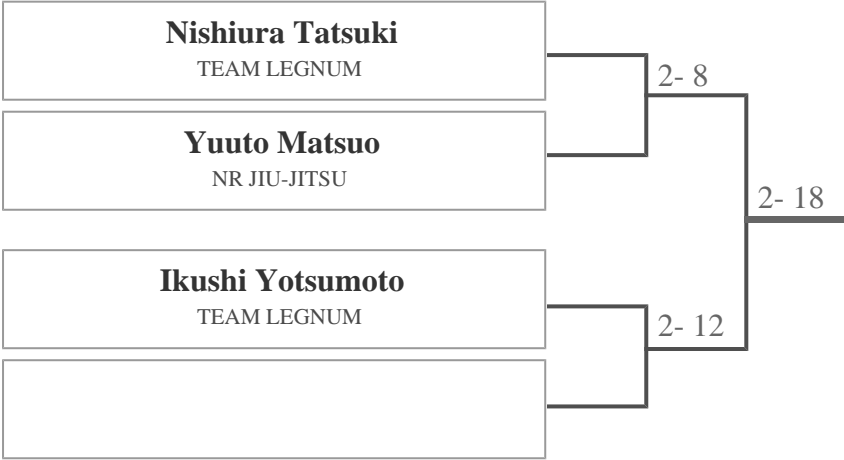 Nishiura Tatsuki
TEAM LEGNUM
2- 8
Yuuto Matsuo
NR JIU-JITSU
2- 18
Ikushi Yotsumoto
TEAM LEGNUM
2- 12